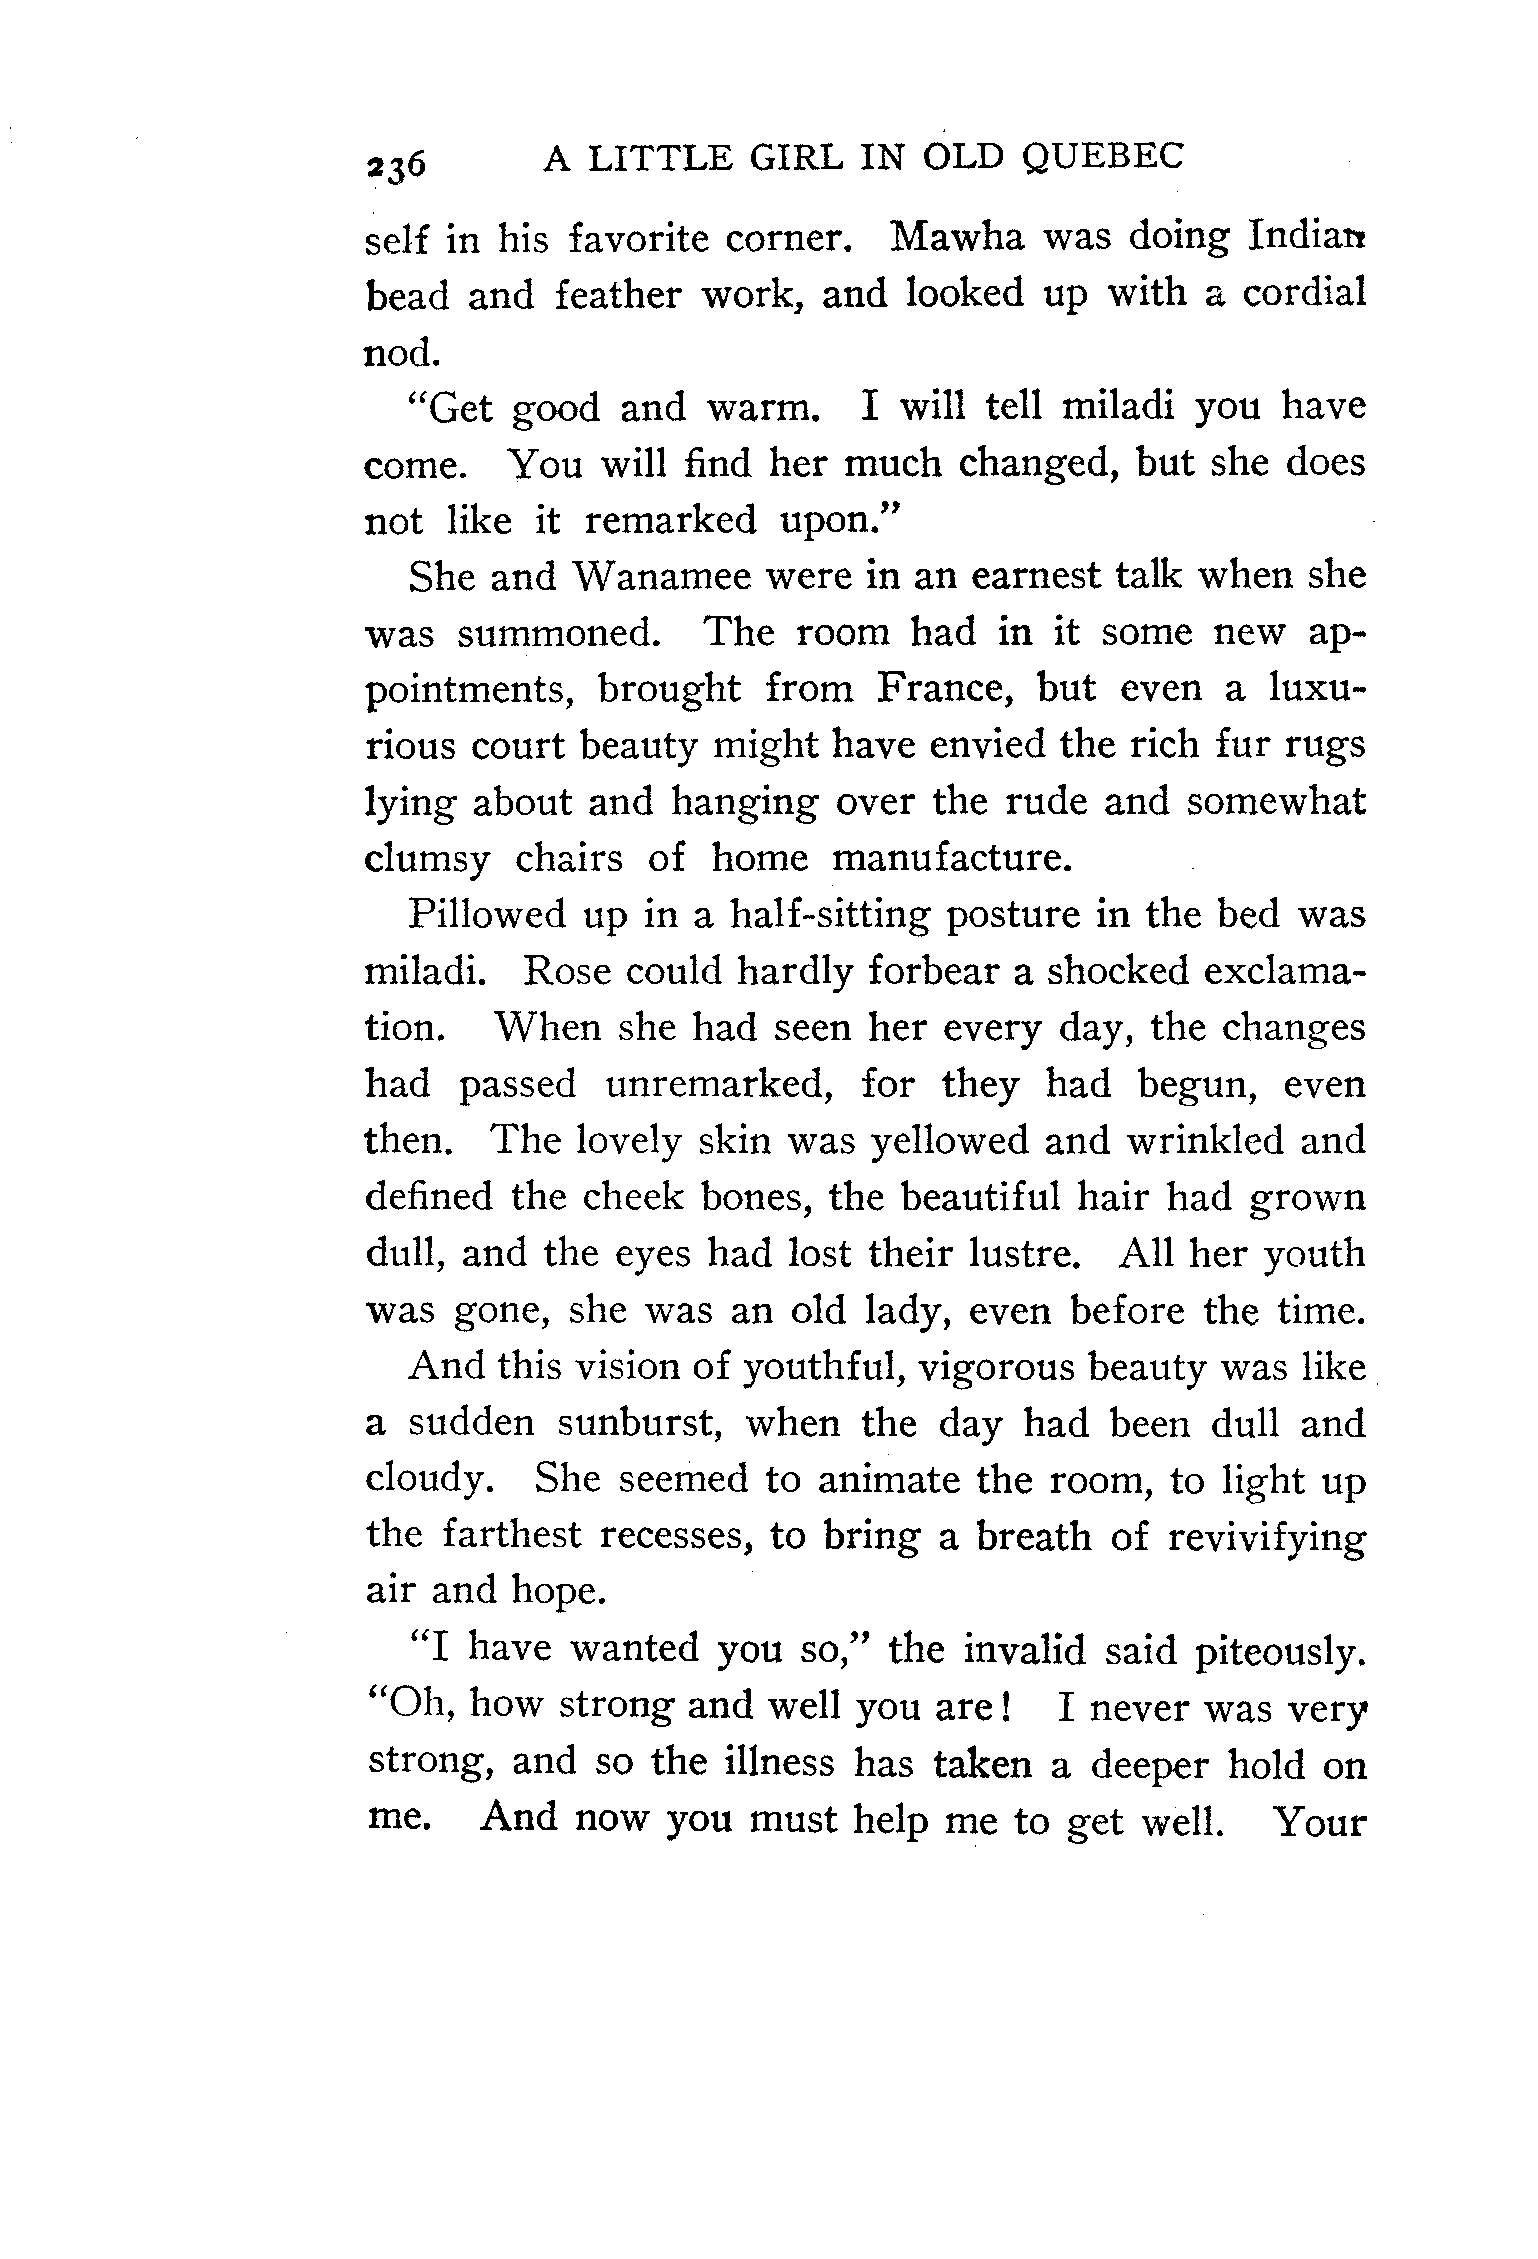 236 A LITTLE GIRL IN OLD QUEBEC
self in his favorite corner. Mawha was doing Indian
bead and feather work, and looked up with a cordial
nod.
“Get good and warm. I will tell miladi you have
come. You will find her much changed, but she does
not like it remarked upon.”
She and Wanamee were in an earnest talk when she
was summoned. The room had in it some new ap-
pointments, brought from France, but even a luxu-
rious court beauty might have envied the rich fur rugs
lying about and hanging over the rude and somewhat
clumsy chairs of home manufacture.
Pillowed up in a half-sitting posture in the bed was
miladi. Rose could hardly forbear a shocked exclama-
tion. When she had seen her every day, the changes
had passed unremarked, for they had begun, even
then. The lovely skin was yellowed and wrinkled and
defined the cheek bones, the beautiful hair had grown
dull, and the eyes had lost their lustre. All her youth
was gone, she was an old lady, even before the time.
And this vision of youthful, vigorous beauty was like
a sudden sunburst, when the day had been dull and
cloudy. She seemed to animate the room, to light up
the farthest recesses, to bring a breath of revivifying
air and hope.
“I have wanted you so,” the invalid said piteously.
“Oh, how strong and well you are! I never was very
strong, and so the illness has taken a deeper hold on
me. And now you must help me to get well. Your